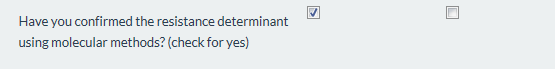 Have you confirmed the resistance determinant
using molecular methods? (check for yes)